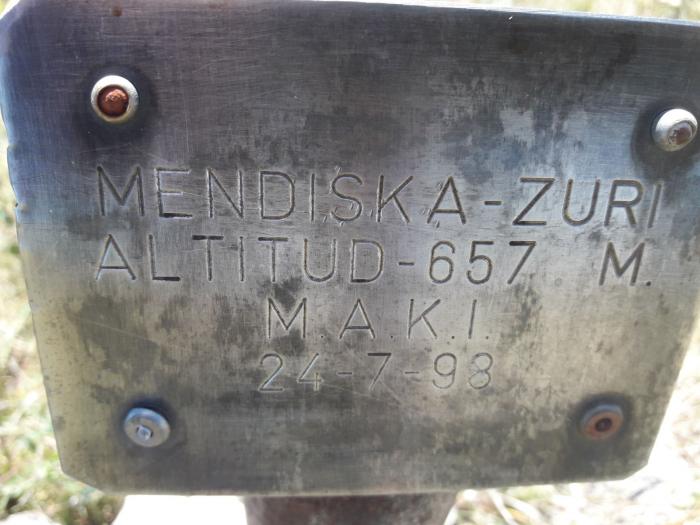 MENDISKA-ZURI
ALTITUD-657 M.
M.A.K.I.
24-7-98